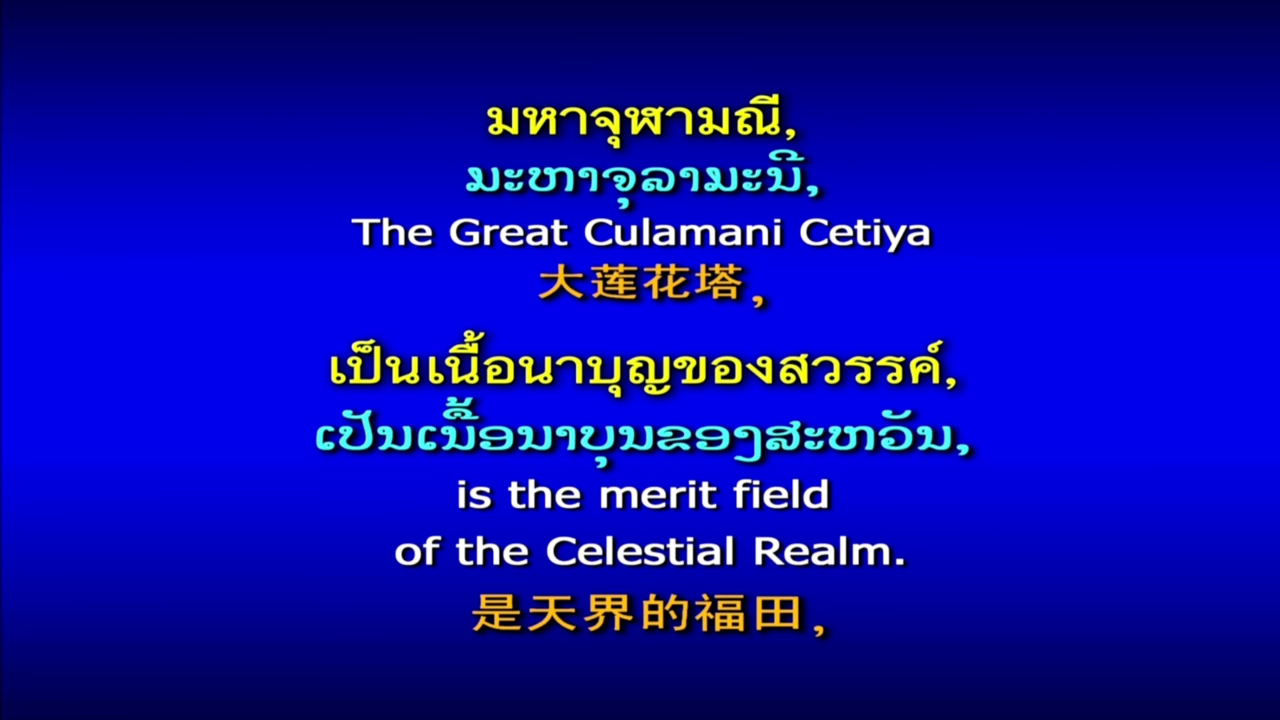 มหาจุฬามณี,
ມະຫາຈຸລາມະນີ,
The Great Culamani Cetiya
大莲花塔,
เป็นเนื้อนาบุญของสวรรค์,
ເປັນເນື້ອນາບຸນຂອງສະຫວັນ,
is the merit field
of the Celestial Realm.
是天界的福田,